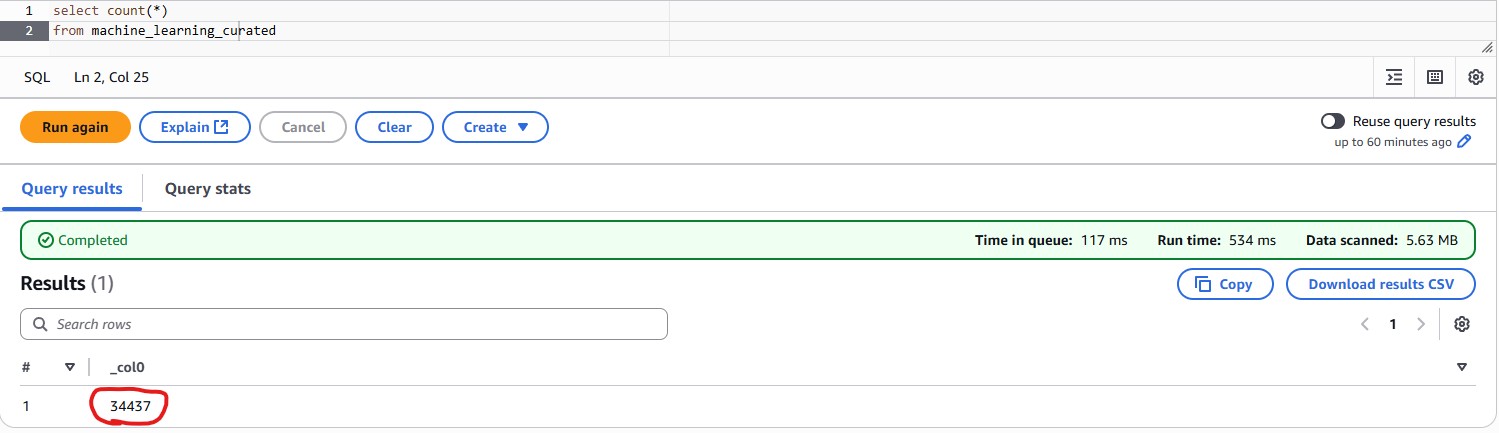 1 select count(*)
2 from machine_learning_curated
SQL Ln 2, Col 25
Run again Explain Cancel Clear Create Reuse query results
up to 60 minutes ago
Query results Query stats
Completed Time in queue: 117 ms Run time: 534 ms Data scanned: 5.63 MB
Results (1) Copy Download results CSV
Search rows 1
# _col0
1 34437